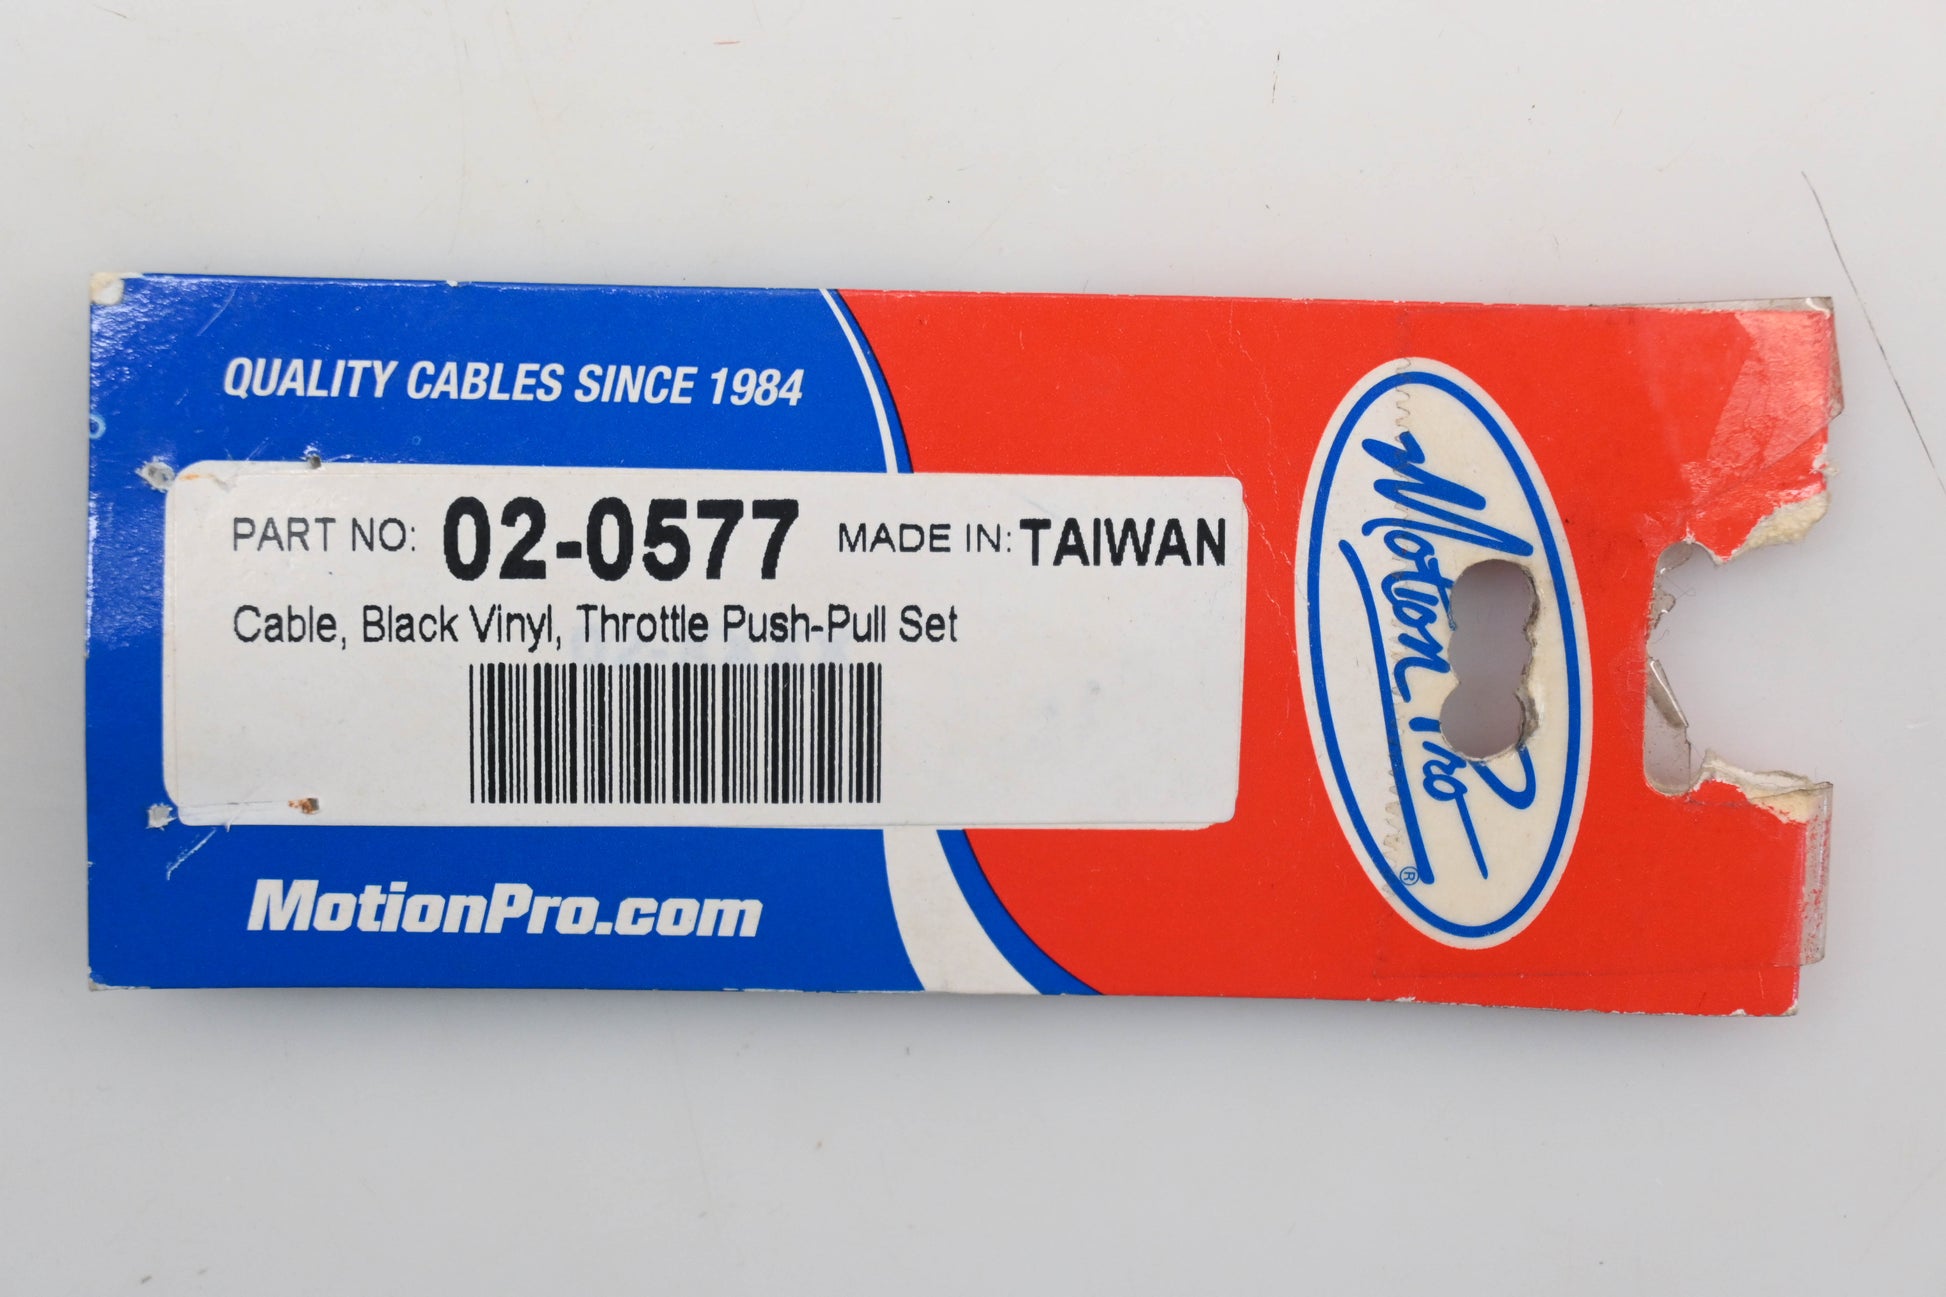 QUALITY CABLES SINCE 1984
PART NO: 02-0577 MADE IN: TAIWAN
Cable, Black Vinyl, Throttle Push-Pull Set
MotionPro.com
Motion Pro ®